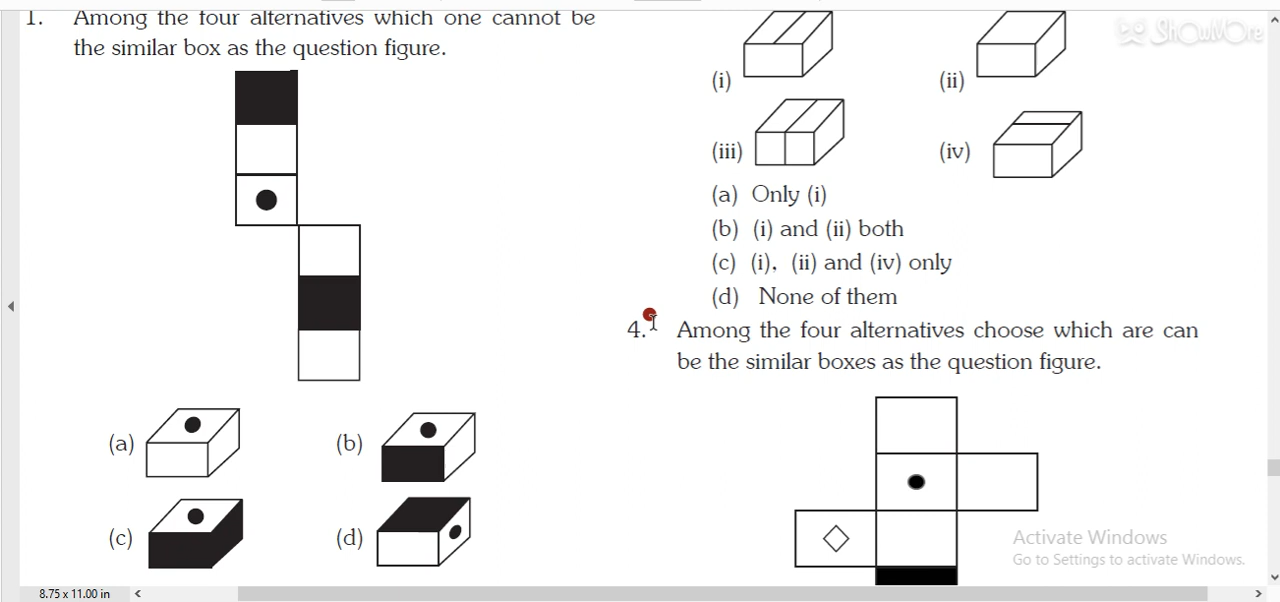 1. Among the four alternatives which one cannot be
the similar box as the question figure.
(a)
(b)
(c)
(d)
(i)
(ii)
(iii)
(iv)
(a) Only (i)
(b) (i) and (ii) both
(c) (i), (ii) and (iv) only
(d) None of them
4. Among the four alternatives choose which are can
be the similar boxes as the question figure.
ShowMore
Activate Windows
Go to Settings to activate Windows.
8.75 x 11.00 in